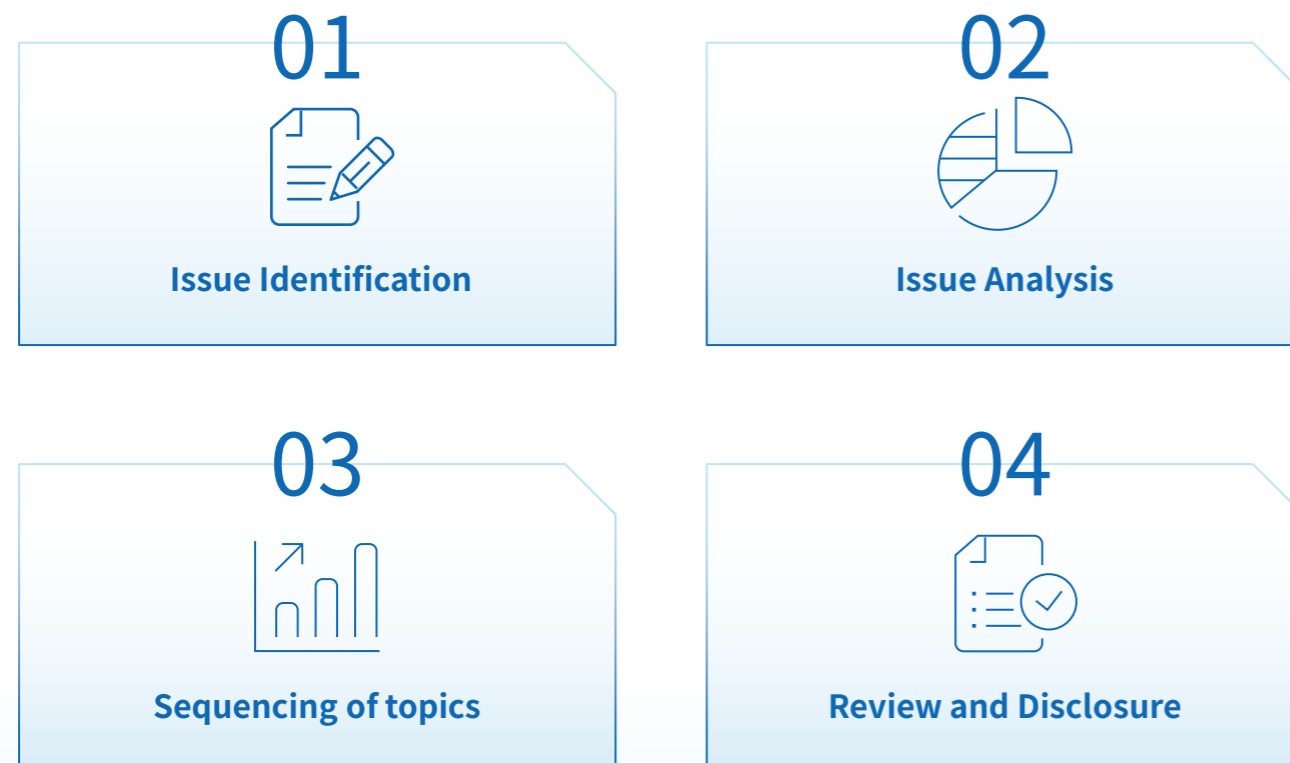 01
Issue Identification
02
Issue Analysis
03
Sequencing of topics
04
Review and Disclosure